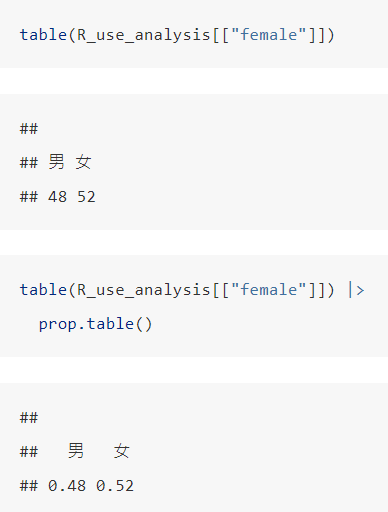 table(R_use_analysis[["female"]])
##
## 男 女
## 48 52
table(R_use_analysis[["female"]]) |>
  prop.table()
##
##   男   女
## 0.48 0.52